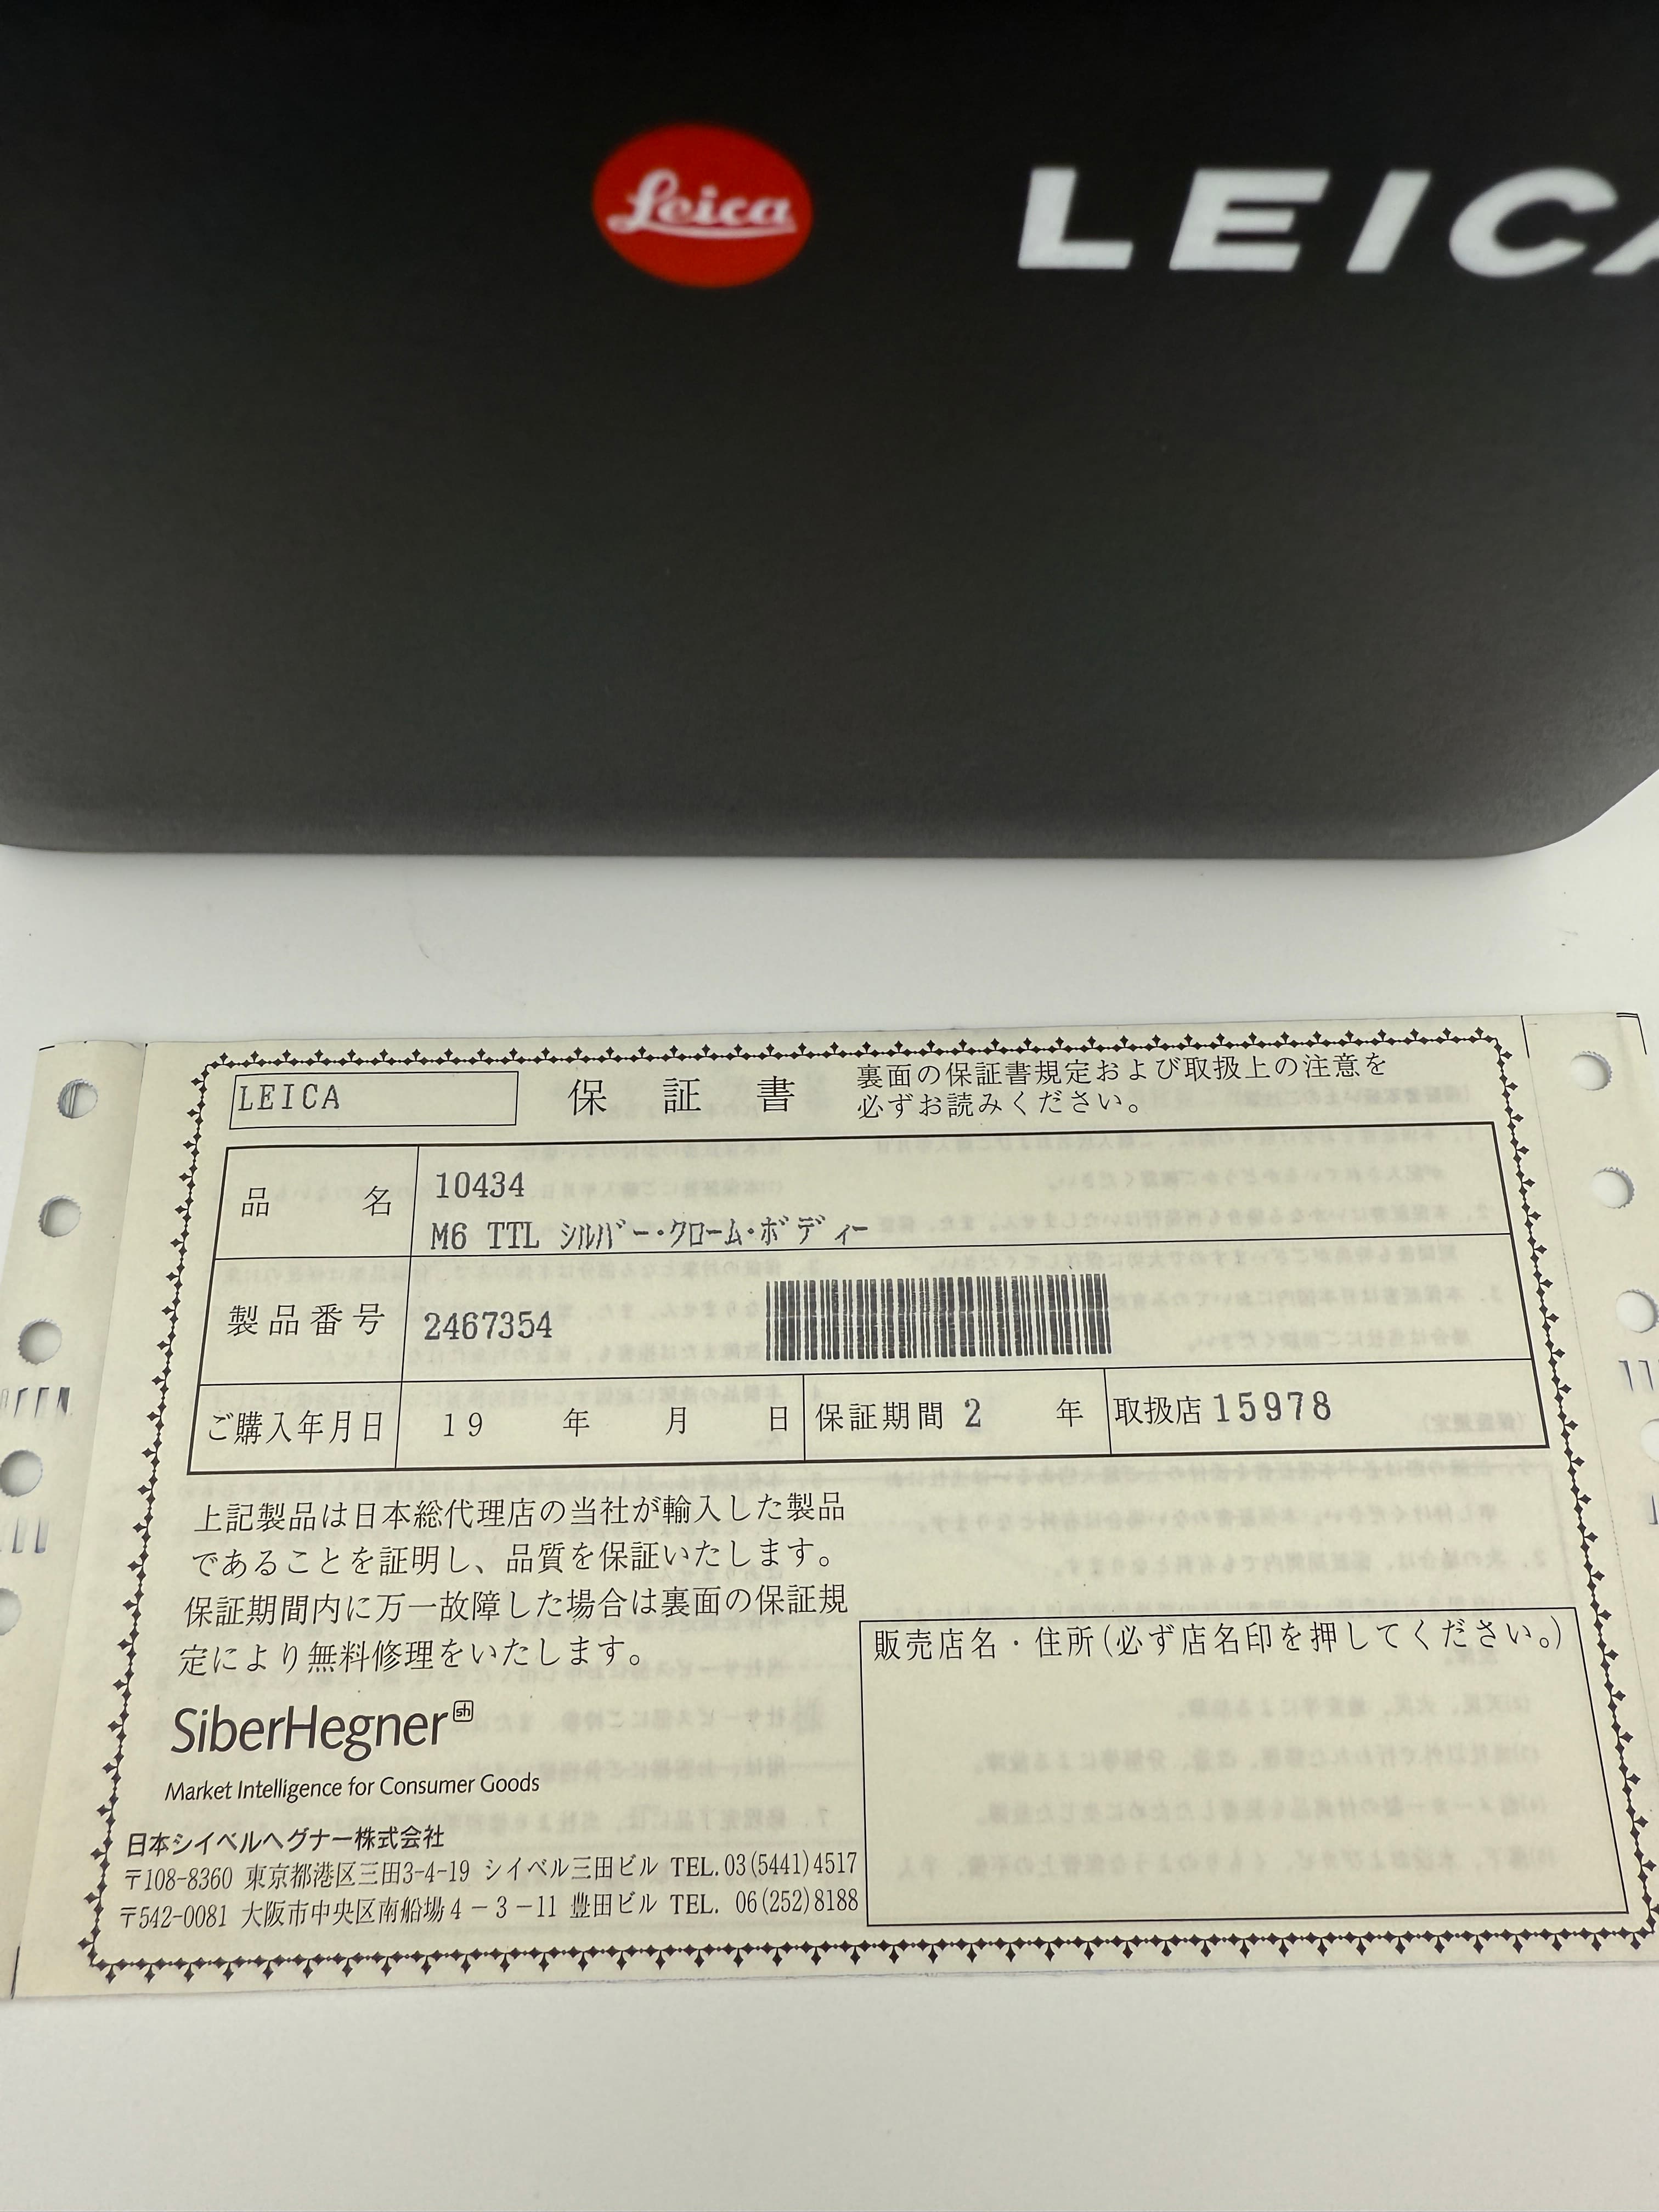 Leica
LEICA
LEICA
保証書
裏面の保証書規定および取扱上の注意を
必ずお読みください。
品名
10434
M6 TTL ｼﾙﾊﾞｰ･ｸﾛｰﾑ･ﾎﾞﾃﾞｨｰ
製品番号
2467354
ご購入年月日 19 年 月 日
保証期間 2 年
取扱店 15978
上記製品は日本総代理店の当社が輸入した製品
であることを証明し、品質を保証いたします。
保証期間内に万一故障した場合は裏面の保証規
定により無料修理をいたします。
販売店名・住所(必ず店名印を押してください。)
SiberHegner sh
Market Intelligence for Consumer Goods
日本シイベルヘグナー株式会社
〒108-8360 東京都港区三田3-4-19 シイベル三田ビル TEL.03(5441)4517
〒542-0081 大阪市中央区南船場4－3－11 豊田ビル TEL. 06(252)8188